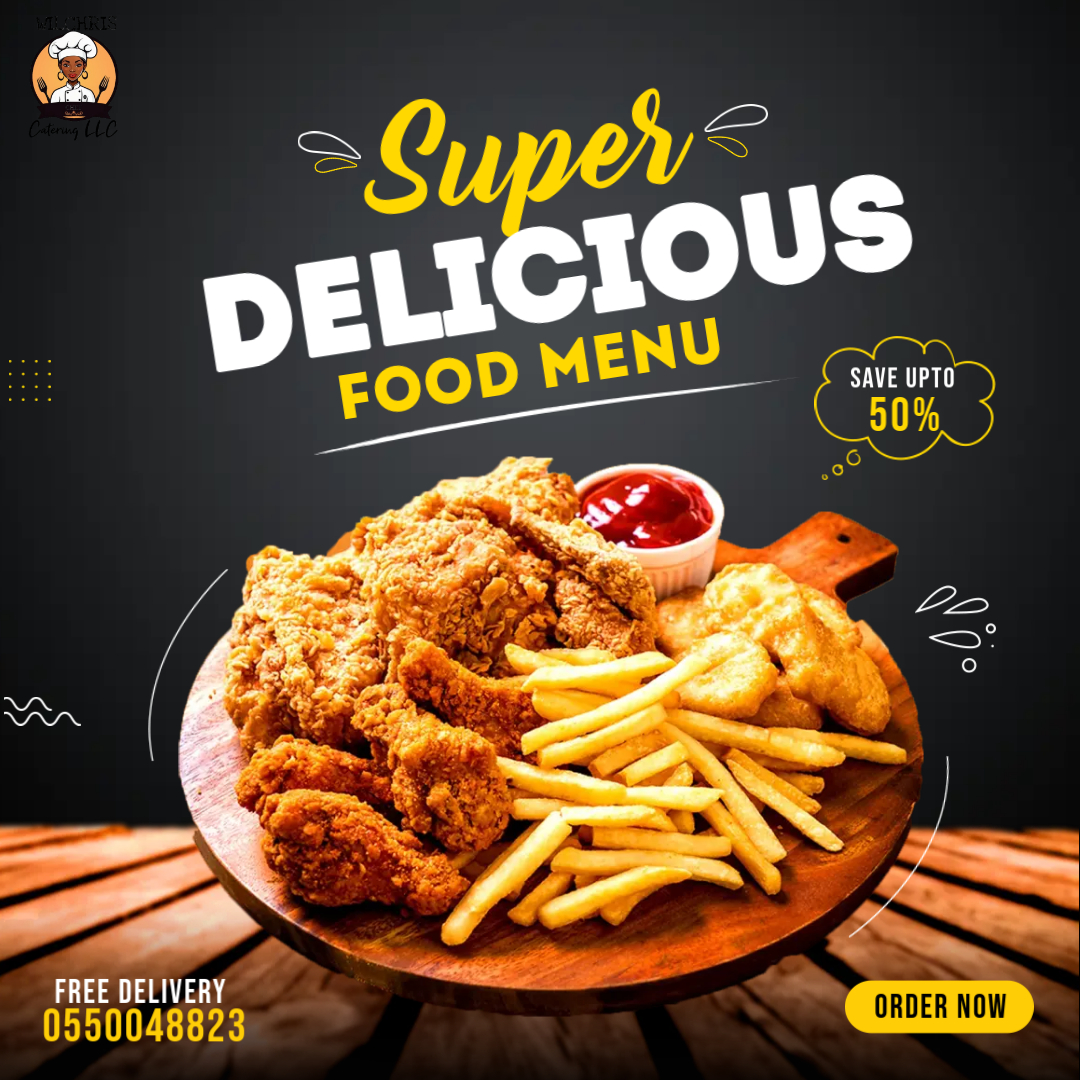 Catering LLC
Super
DELICIOUS
FOOD MENU
SAVE UPTO
50%
FREE DELIVERY
0550048823
ORDER NOW